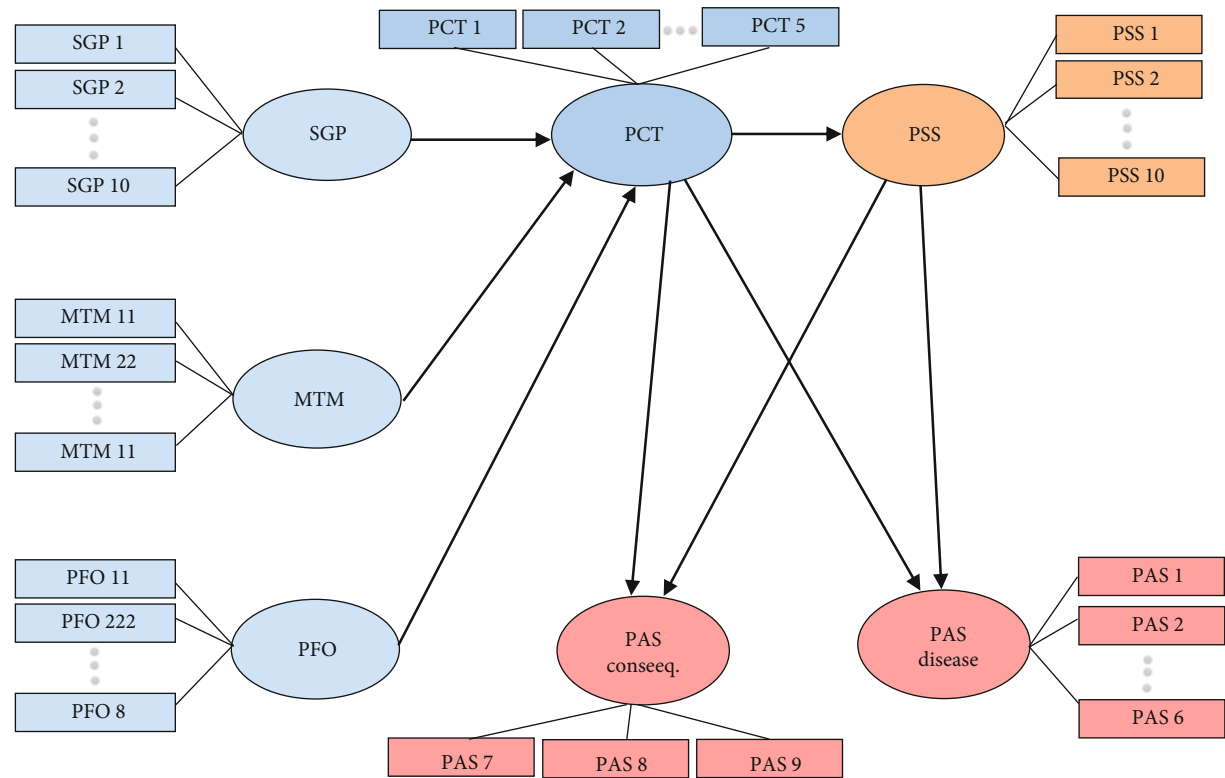 SGP 1
SGP 2
SGP 10
SGP
PCT 1
PCT 2
PCT 5
PCT
PSS
PSS 1
PSS 2
PSS 10
MTM 11
MTM 22
MTM 11
MTM
PFO 11
PFO 222
PFO 8
PFO
PAS
conseeq.
PAS 7
PAS 8
PAS 9
PAS
disease
PAS 1
PAS 2
PAS 6